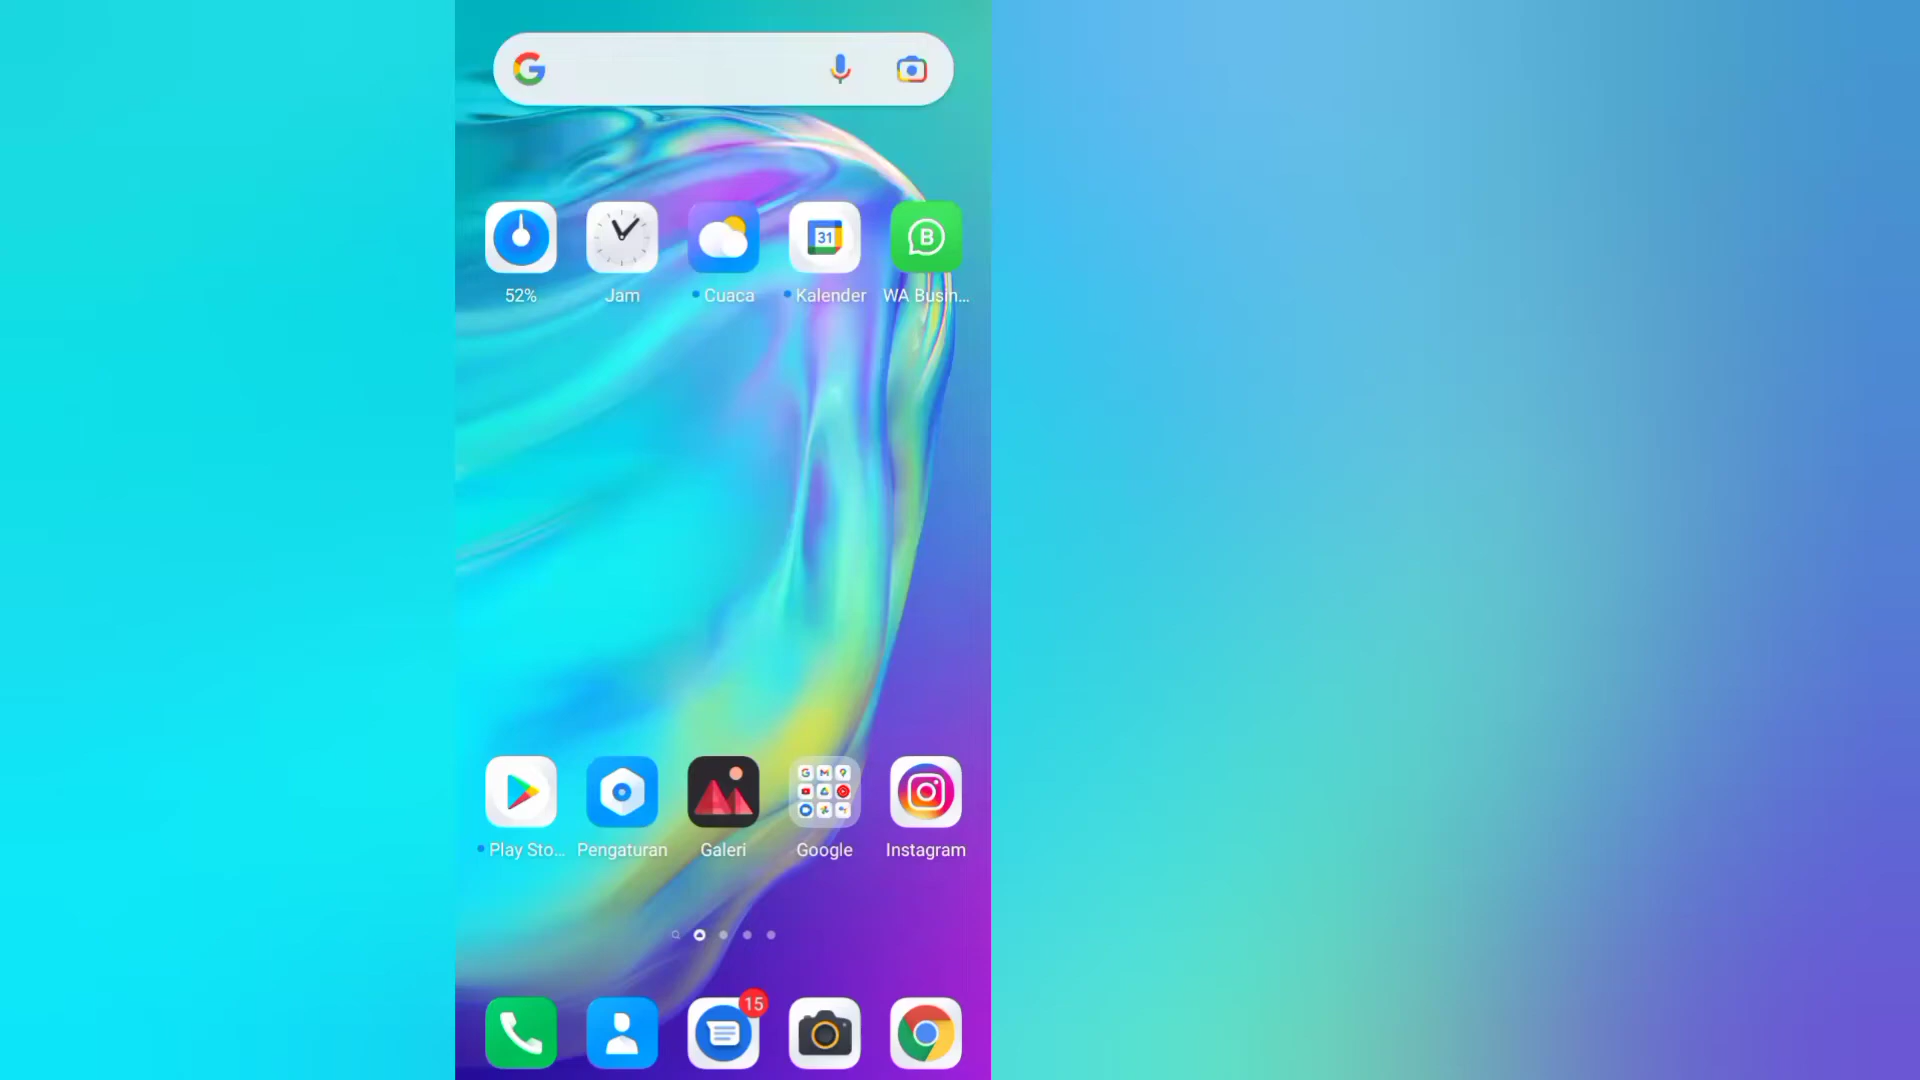 52%
Jam
Cuaca
31
Kalender
B
WA Busin...
Play Sto...
Pengaturan
Galeri
Google
Instagram
15